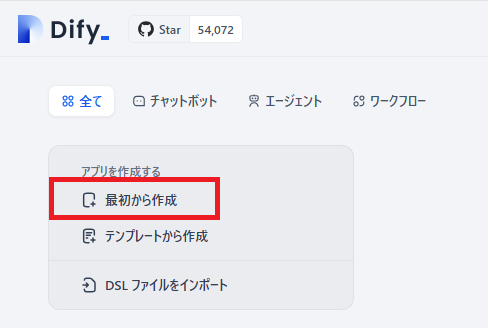 Dify_
Star 54,072
全て チャットボット エージェント ワークフロー
アプリを作成する
最初から作成
テンプレートから作成
DSL ファイルをインポート